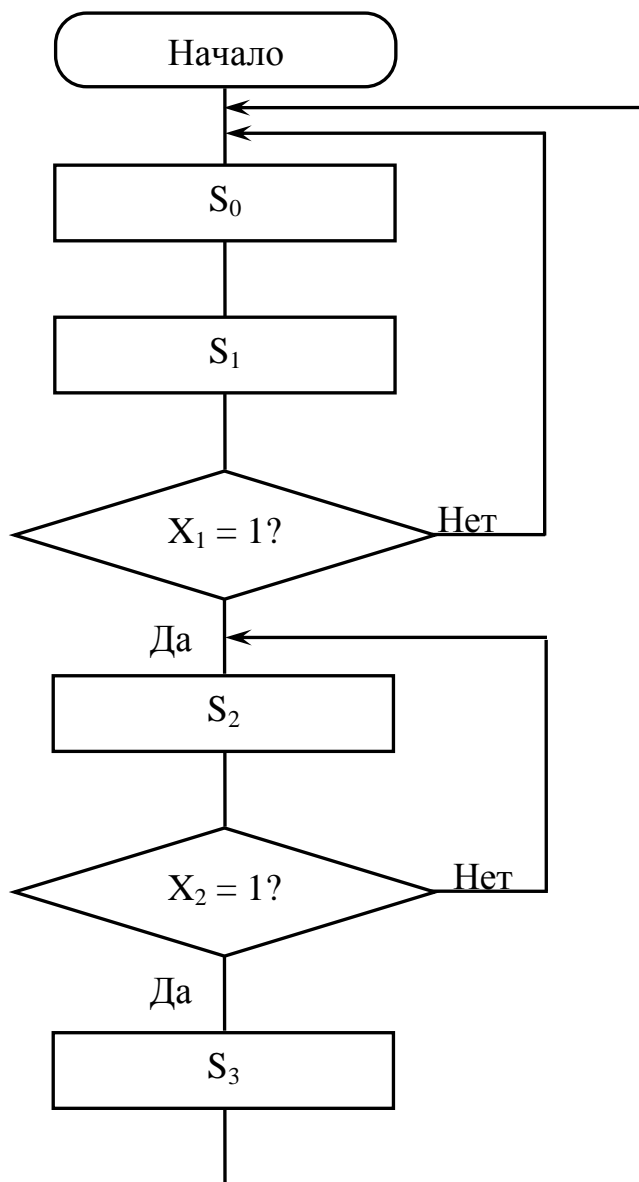 Начало
S₀
S₁
X₁ = 1?
Нет
Да
S₂
X₂ = 1?
Нет
Да
S₃